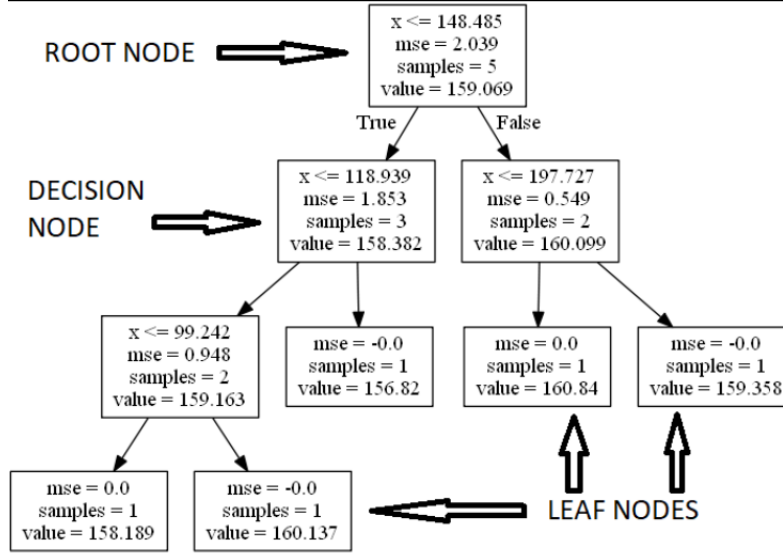 ROOT NODE
x <= 148.485
mse = 2.039
samples = 5
value = 159.069
True
False
DECISION
NODE
x <= 118.939
mse = 1.853
samples = 3
value = 158.382
x <= 197.727
mse = 0.549
samples = 2
value = 160.099
x <= 99.242
mse = 0.948
samples = 2
value = 159.163
mse = -0.0
samples = 1
value = 156.82
mse = 0.0
samples = 1
value = 160.84
mse = -0.0
samples = 1
value = 159.358
mse = 0.0
samples = 1
value = 158.189
mse = -0.0
samples = 1
value = 160.137
LEAF NODES